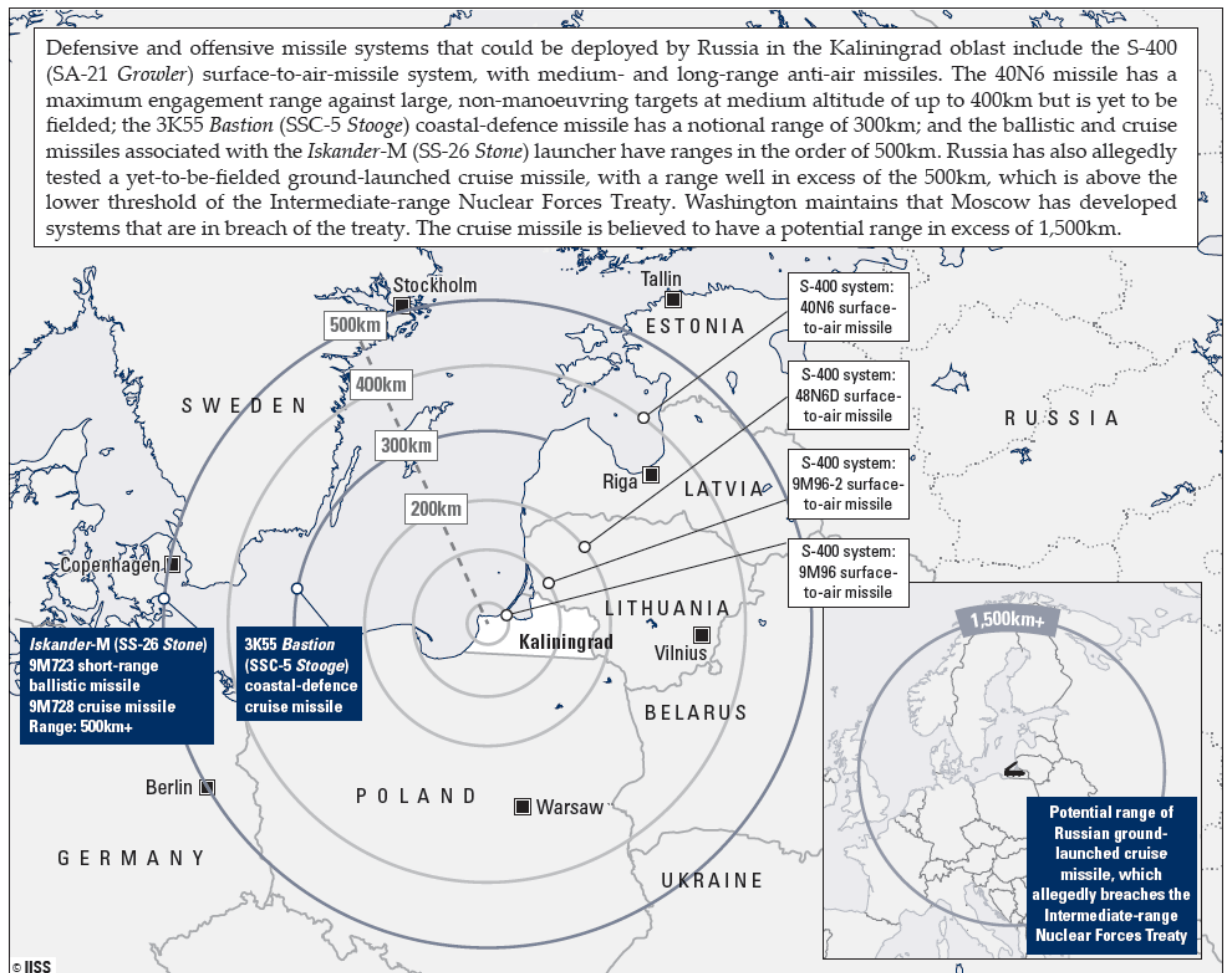 Defensive and offensive missile systems that could be deployed by Russia in the Kaliningrad oblast include the S-400
(SA-21 Growler) surface-to-air-missile system, with medium- and long-range anti-air missiles. The 40N6 missile has a
maximum engagement range against large, non-manoeuvring targets at medium altitude of up to 400km but is yet to be
fielded; the 3K55 Bastion (SSC-5 Stooge) coastal-defence missile has a notional range of 300km; and the ballistic and cruise
missiles associated with the Iskander-M (SS-26 Stone) launcher have ranges in the order of 500km. Russia has also allegedly
tested a yet-to-be-fielded ground-launched cruise missile, with a range well in excess of the 500km, which is above the
lower threshold of the Intermediate-range Nuclear Forces Treaty. Washington maintains that Moscow has developed
systems that are in breach of the treaty. The cruise missile is believed to have a potential range in excess of 1,500km.
Stockholm
Tallin
ESTONIA
500km
400km
300km
200km
SWEDEN
RUSSIA
S-400 system:
40N6 surface-
to-air missile
S-400 system:
48N6D surface-
to-air missile
S-400 system:
9M96-2 surface-
to-air missile
S-400 system:
9M96 surface-
to-air missile
Riga
LATVIA
Copenhagen
LITHUANIA
Kaliningrad
Vilnius
Iskander-M (SS-26 Stone)
9M723 short-range
ballistic missile
9M728 cruise missile
Range: 500km+
3K55 Bastion
(SSC-5 Stooge)
coastal-defence
cruise missile
BELARUS
Berlin
POLAND
Warsaw
GERMANY
UKRAINE
1,500km+
Potential range of
Russian ground-
launched cruise
missile, which
allegedly breaches the
Intermediate-range
Nuclear Forces Treaty
© IISS